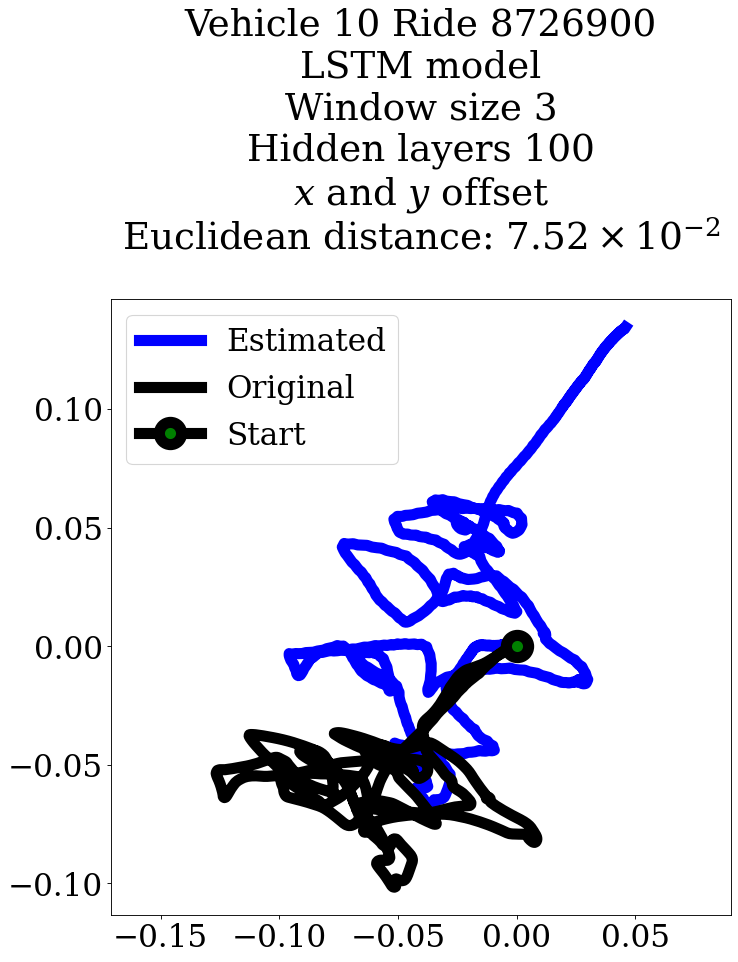 Vehicle 10 Ride 8726900
LSTM model
Window size 3
Hidden layers 100
x and y offset
Euclidean distance: 7.52 × 10⁻²
Estimated
Original
Start
0.10
0.05
0.00
−0.05
−0.10
−0.15 −0.10 −0.05 0.00 0.05